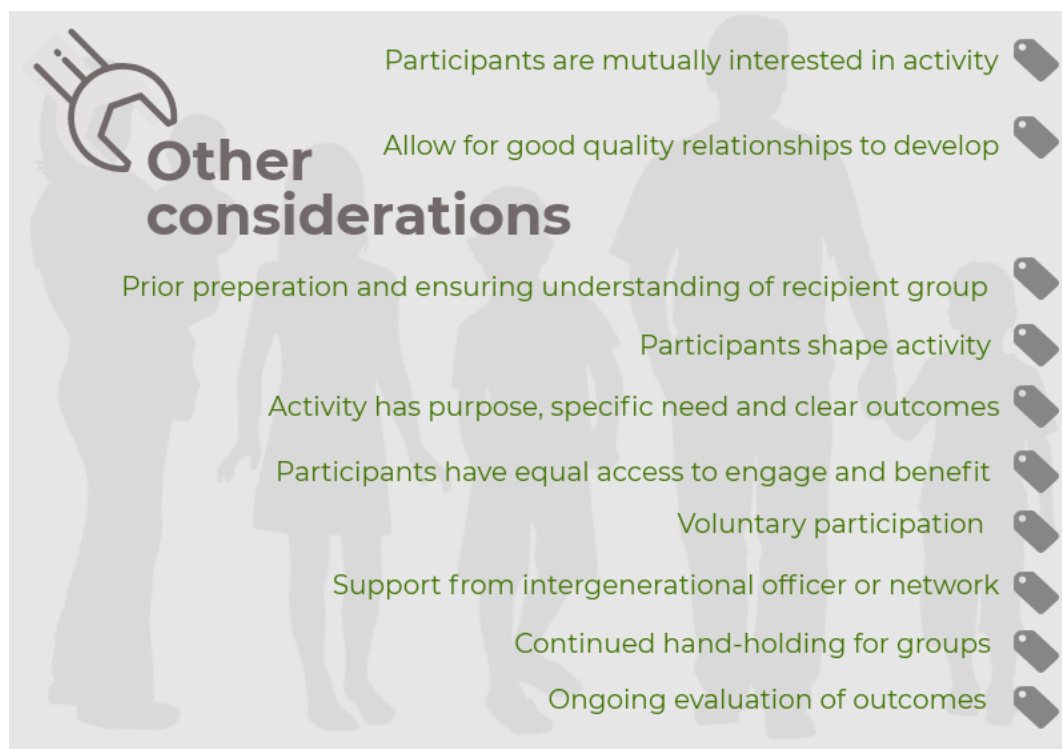 Participants are mutually interested in activity
Allow for good quality relationships to develop
Other
considerations
Prior preperation and ensuring understanding of recipient group
Participants shape activity
Activity has purpose, specific need and clear outcomes
Participants have equal access to engage and benefit
Voluntary participation
Support from intergenerational officer or network
Continued hand-holding for groups
Ongoing evaluation of outcomes